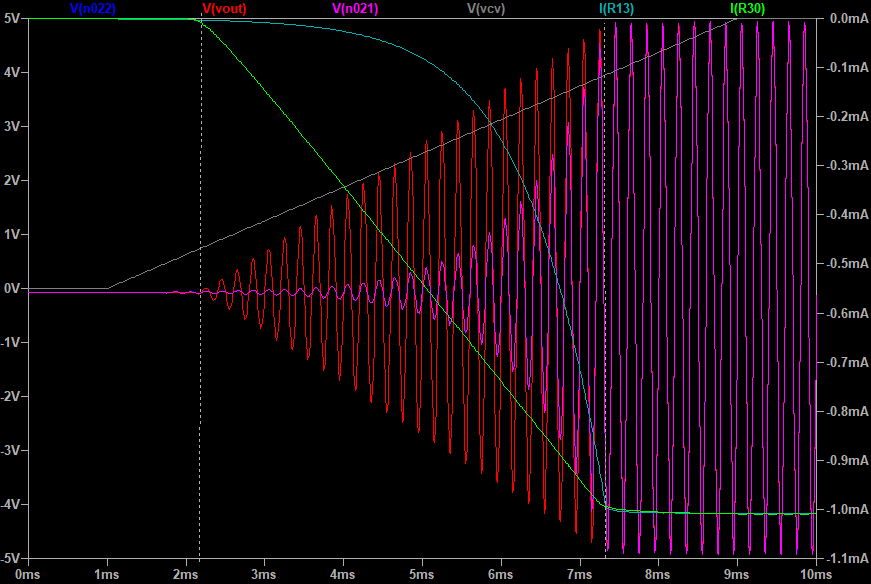 V(n022) V(vout) V(n021) V(vcv) I(R13) I(R30)
5V 0.0mA
-0.1mA
4V
-0.2mA
3V
-0.3mA
2V
-0.4mA
1V
-0.5mA
0V
-0.6mA
-1V
-0.7mA
-2V
-0.8mA
-3V
-0.9mA
-4V -1.0mA
-5V -1.1mA
0ms 1ms 2ms 3ms 4ms 5ms 6ms 7ms 8ms 9ms 10ms